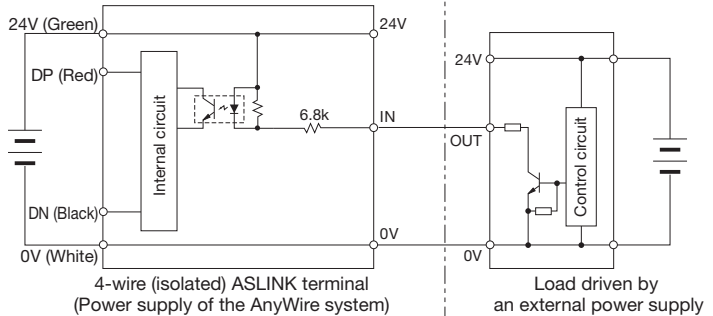 24V (Green)
24V
DP (Red)
24V
Internal circuit
6.8k
IN
OUT
Control circuit
DN (Black)
0V
0V (White)
0V
4-wire (isolated) ASLINK terminal
(Power supply of the AnyWire system)
Load driven by
an external power supply